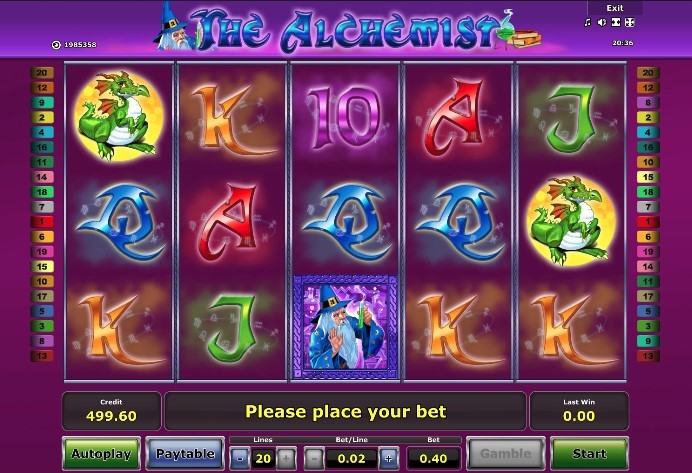 Exit
The Alchemist
1985358
20:36
20 20
12 12
9 8
2 2
4 4
16 16
11 10
14 15
18 18
7 7
1 1
6 6
19 19
15 14
10 11
17 17
5 5
3 3
8 9
13 13
K 10 A J
Q A Q Q
K J K K
Credit
499.60
Please place your bet
Last Win
0.00
Autoplay
Paytable
Lines
- 20 +
Bet/Line
- 0.02 +
Bet
0.40
Gamble
Start